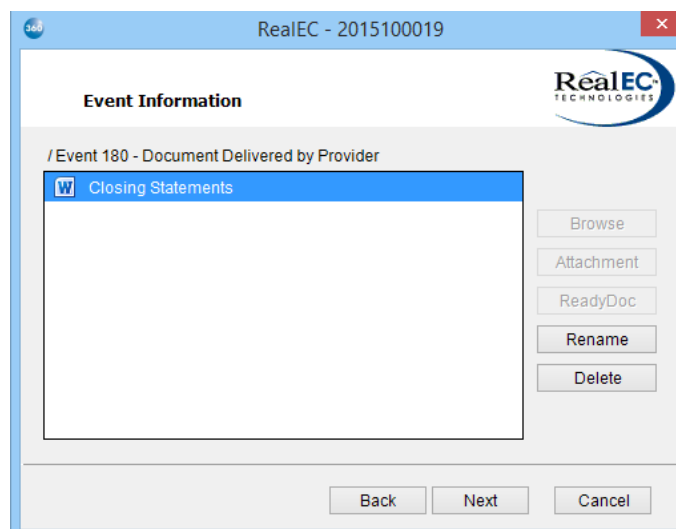 360
RealEC - 2015100019
Event Information
RealEC
TECHNOLOGIES
/ Event 180 - Document Delivered by Provider
W Closing Statements
Browse
Attachment
ReadyDoc
Rename
Delete
Back Next Cancel